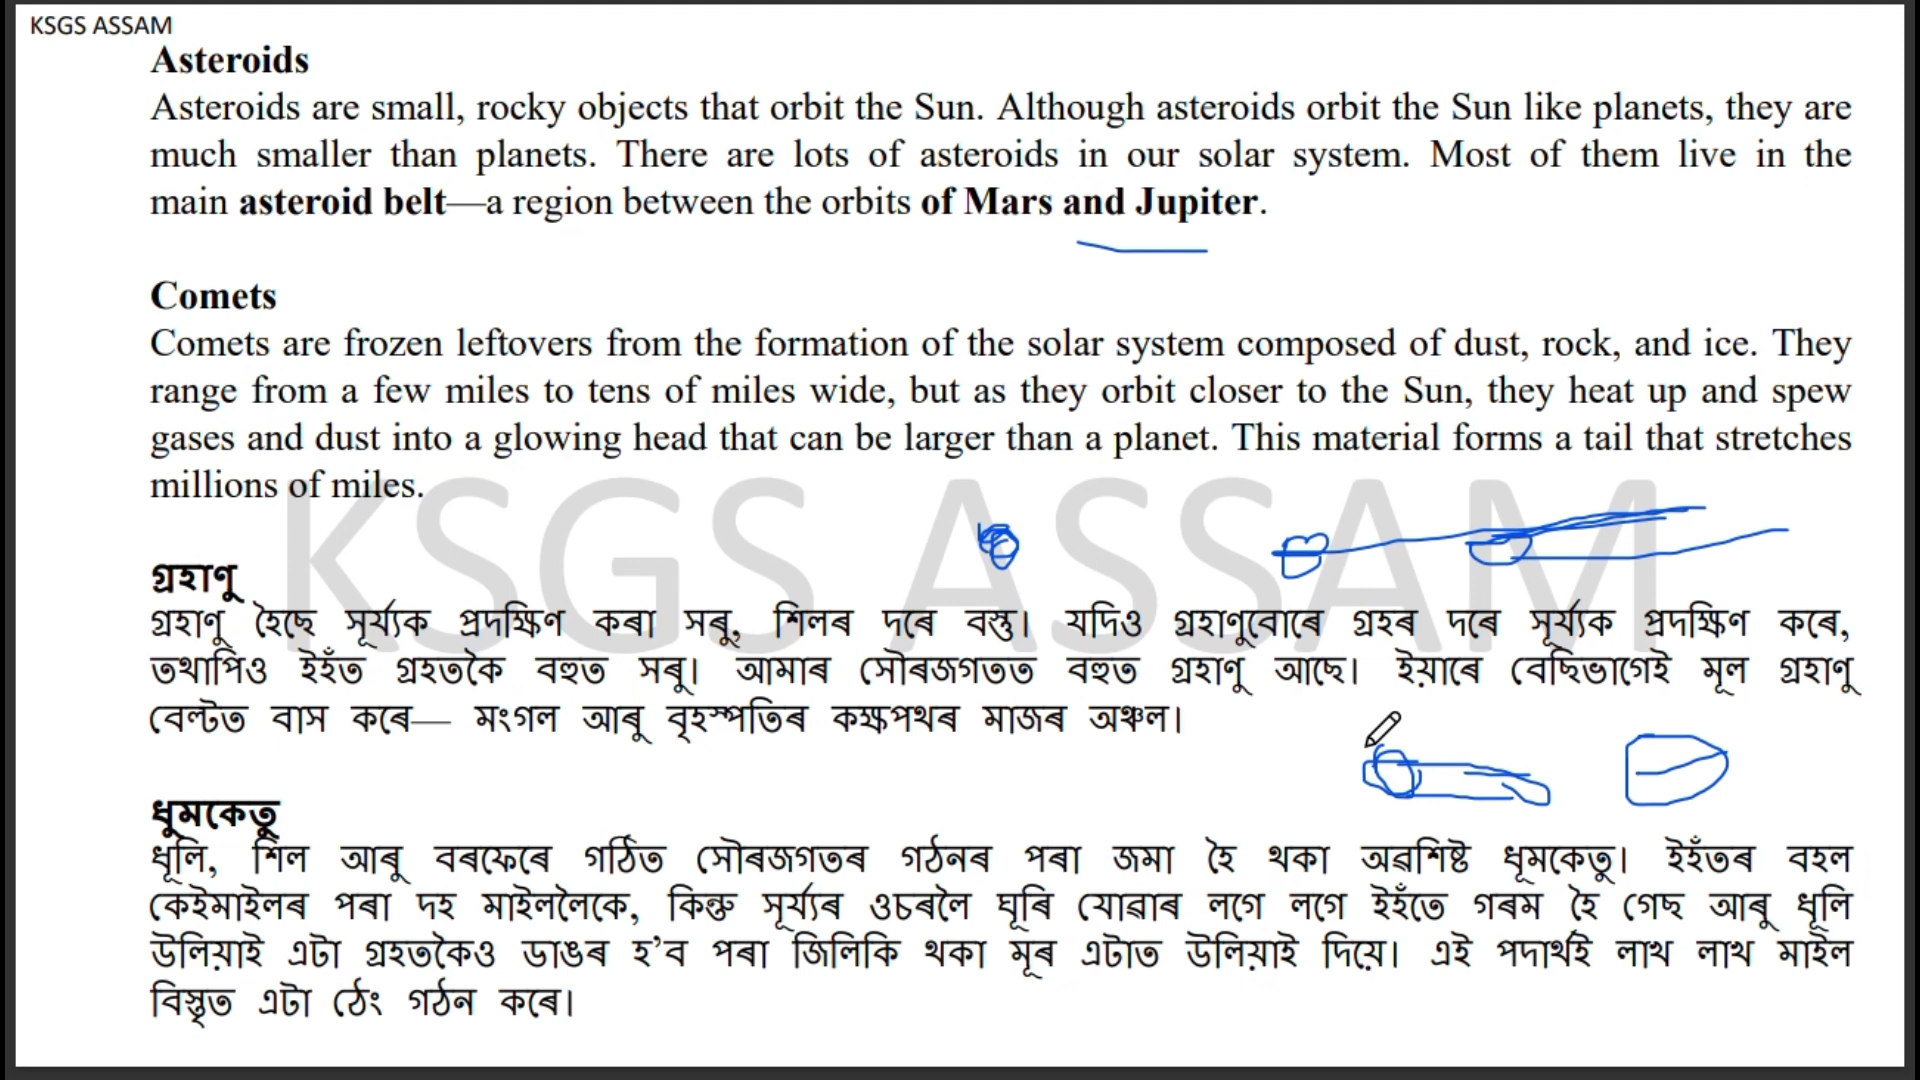 KSGS ASSAM
Asteroids
Asteroids are small, rocky objects that orbit the Sun. Although asteroids orbit the Sun like planets, they are
much smaller than planets. There are lots of asteroids in our solar system. Most of them live in the
main asteroid belt—a region between the orbits of Mars and Jupiter.
Comets
Comets are frozen leftovers from the formation of the solar system composed of dust, rock, and ice. They
range from a few miles to tens of miles wide, but as they orbit closer to the Sun, they heat up and spew
gases and dust into a glowing head that can be larger than a planet. This material forms a tail that stretches
millions of miles.
KSGS ASSAM
গ্ৰহাণু
গ্ৰহাণু হৈছে সূৰ্য্যক প্ৰদক্ষিণ কৰা সৰু, শিলৰ দৰে বস্তু। যদিও গ্ৰহাণুবোৰে গ্ৰহৰ দৰে সূৰ্য্যক প্ৰদক্ষিণ কৰে,
তথাপিও ইহঁত গ্ৰহতকৈ বহুত সৰু। আমাৰ সৌৰজগতত বহুত গ্ৰহাণু আছে। ইয়াৰে বেছিভাগেই মূল গ্ৰহাণু
বেল্টত বাস কৰে— মংগল আৰু বৃহস্পতিৰ কক্ষপথৰ মাজৰ অঞ্চল।
ধুমকেতু
ধূলি, শিল আৰু বৰফেৰে গঠিত সৌৰজগতৰ গঠনৰ পৰা জমা হৈ থকা অৱশিষ্ট ধূমকেতু। ইহঁতৰ বহল
কেইমাইলৰ পৰা দহ মাইললৈকে, কিন্তু সূৰ্য্যৰ ওচৰলৈ ঘূৰি যোৱাৰ লগে লগে ইহঁতে গৰম হৈ গেছ আৰু ধূলি
উলিয়াই এটা গ্ৰহতকৈও ডাঙৰ হ’ব পৰা জিলিকি থকা মূৰ এটাত উলিয়াই দিয়ে। এই পদাৰ্থই লাখ লাখ মাইল
বিস্তৃত এটা ঠেং গঠন কৰে।